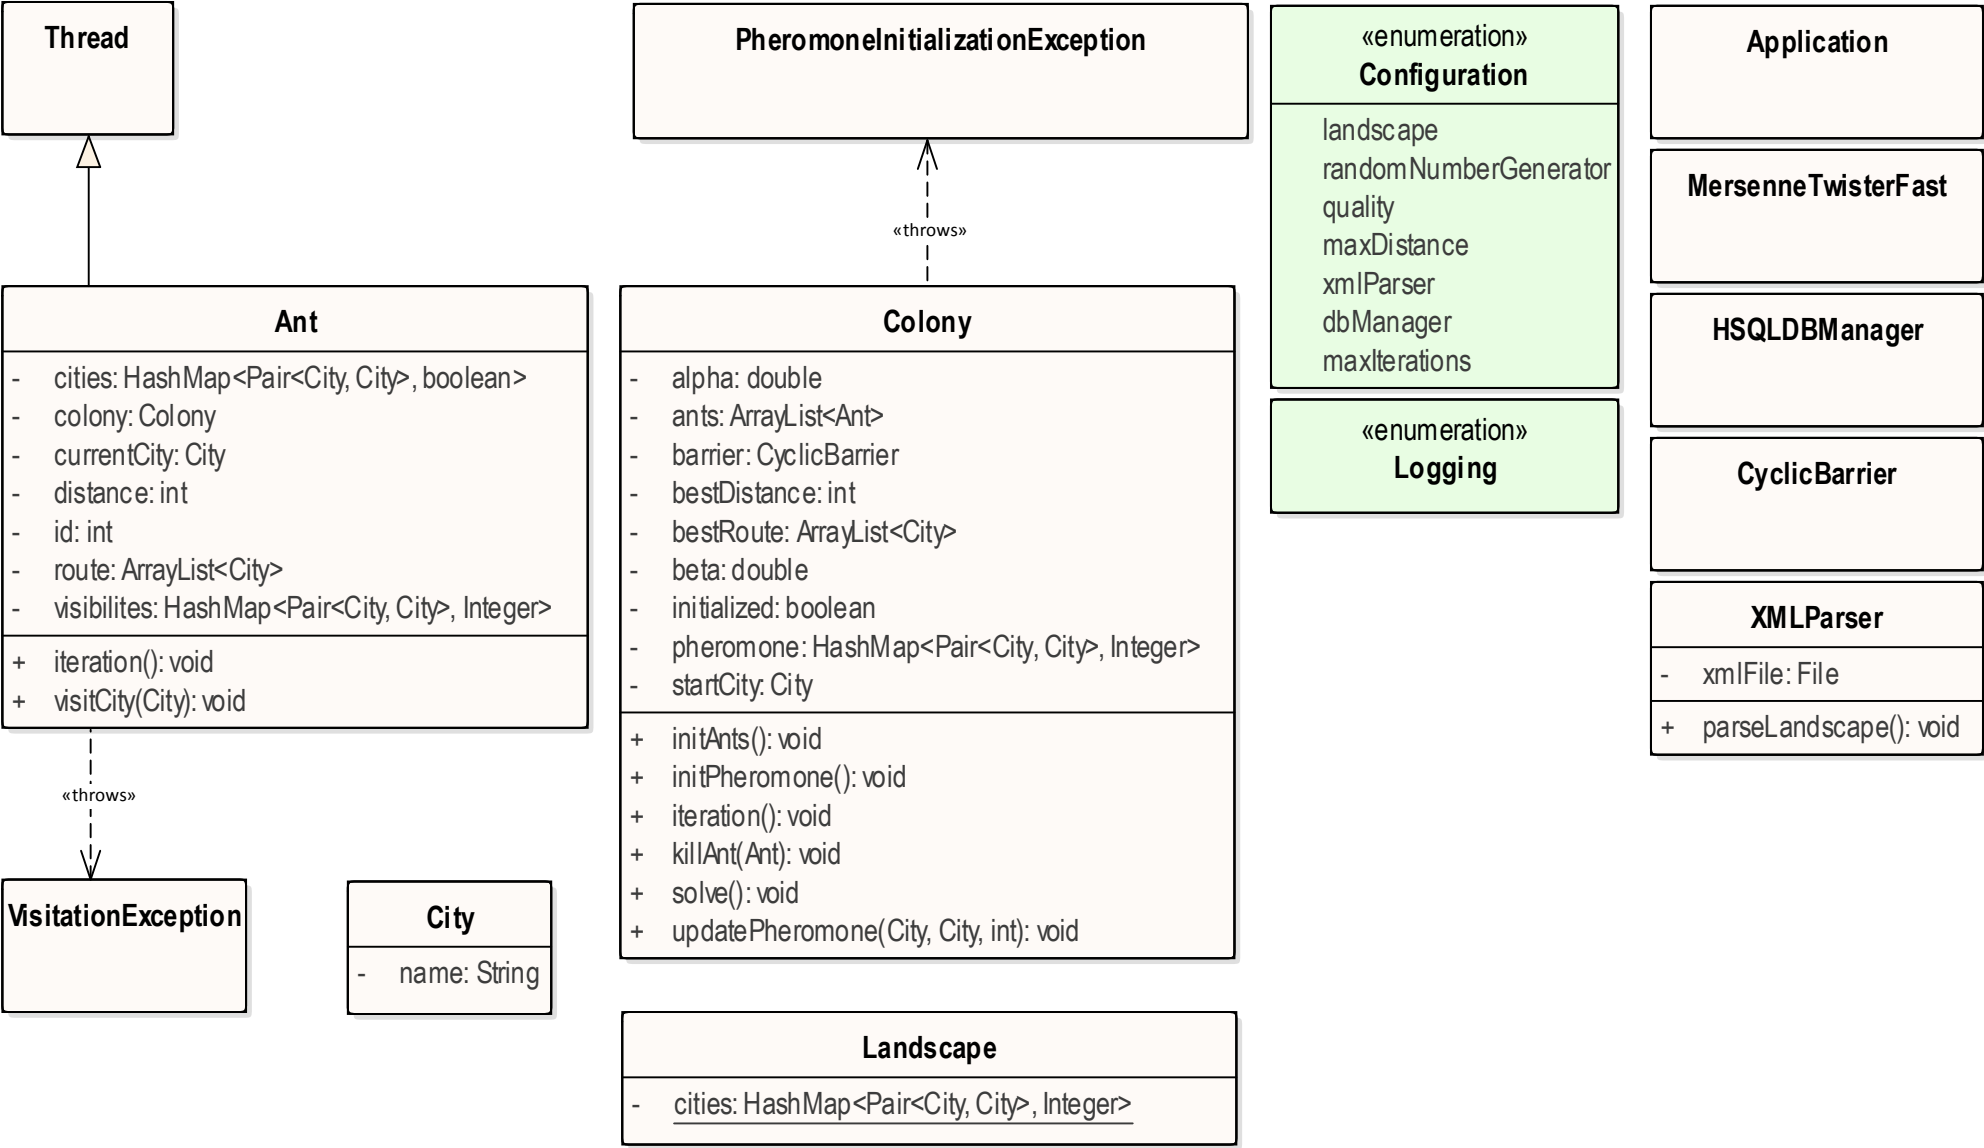 Thread
PheromoneInitializationException
«enumeration»
Configuration
landscape
randomNumberGenerator
quality
maxDistance
xmlParser
dbManager
maxIterations
Application
MersenneTwisterFast
HSQLDBManager
CyclicBarrier
«enumeration»
Logging
«throws»
Ant
- cities: HashMap<Pair<City, City>, boolean>
- colony: Colony
- currentCity: City
- distance: int
- id: int
- route: ArrayList<City>
- visibilites: HashMap<Pair<City, City>, Integer>
+ iteration(): void
+ visitCity(City): void
Colony
- alpha: double
- ants: ArrayList<Ant>
- barrier: CyclicBarrier
- bestDistance: int
- bestRoute: ArrayList<City>
- beta: double
- initialized: boolean
- pheromone: HashMap<Pair<City, City>, Integer>
- startCity: City
+ initAnts(): void
+ initPheromone(): void
+ iteration(): void
+ killAnt(Ant): void
+ solve(): void
+ updatePheromone(City, City, int): void
XMLParser
- xmlFile: File
+ parseLandscape(): void
«throws»
VisitationException
City
- name: String
Landscape
- cities: HashMap<Pair<City, City>, Integer>